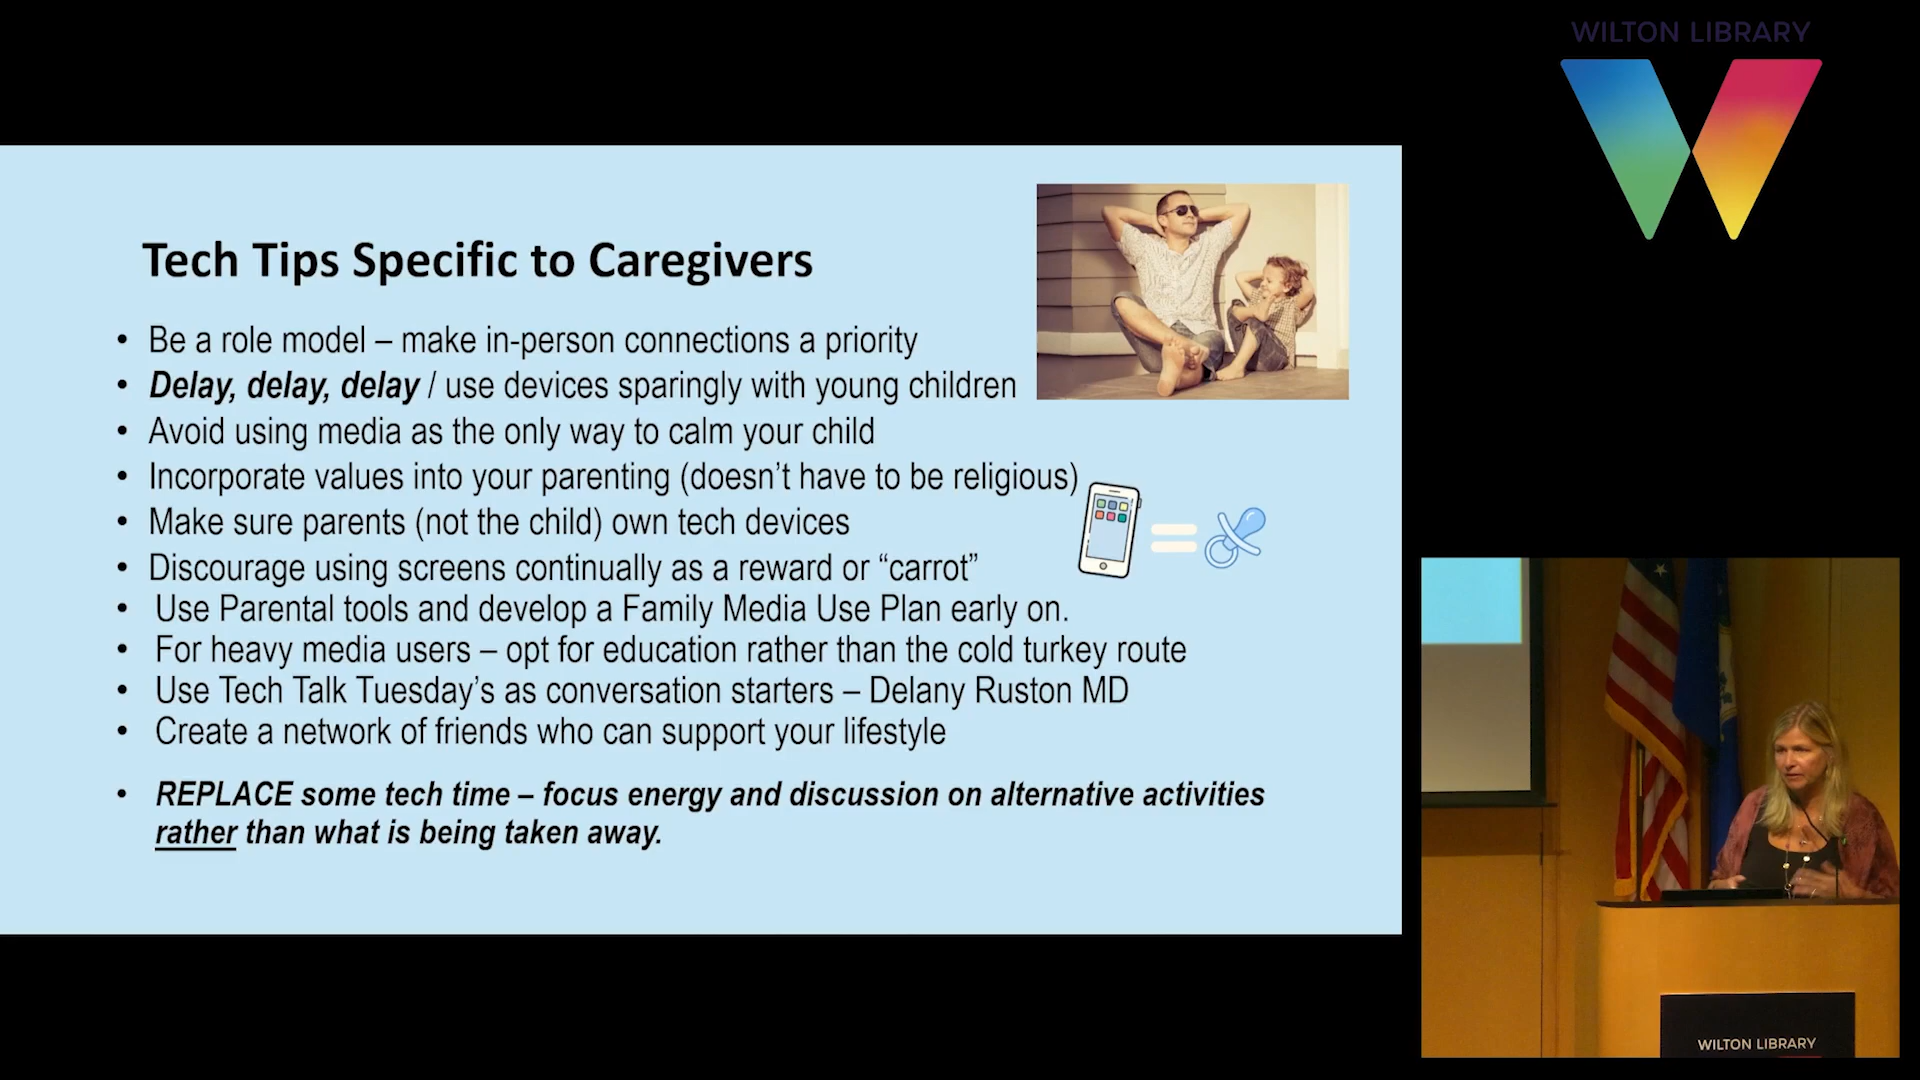 WILTON LIBRARY
Tech Tips Specific to Caregivers
• Be a role model – make in-person connections a priority
• Delay, delay, delay / use devices sparingly with young children
• Avoid using media as the only way to calm your child
• Incorporate values into your parenting (doesn’t have to be religious)
• Make sure parents (not the child) own tech devices
• Discourage using screens continually as a reward or “carrot”
• Use Parental tools and develop a Family Media Use Plan early on.
• For heavy media users – opt for education rather than the cold turkey route
• Use Tech Talk Tuesday’s as conversation starters – Delany Ruston MD
• Create a network of friends who can support your lifestyle
• REPLACE some tech time – focus energy and discussion on alternative activities
rather than what is being taken away.
WILTON LIBRARY